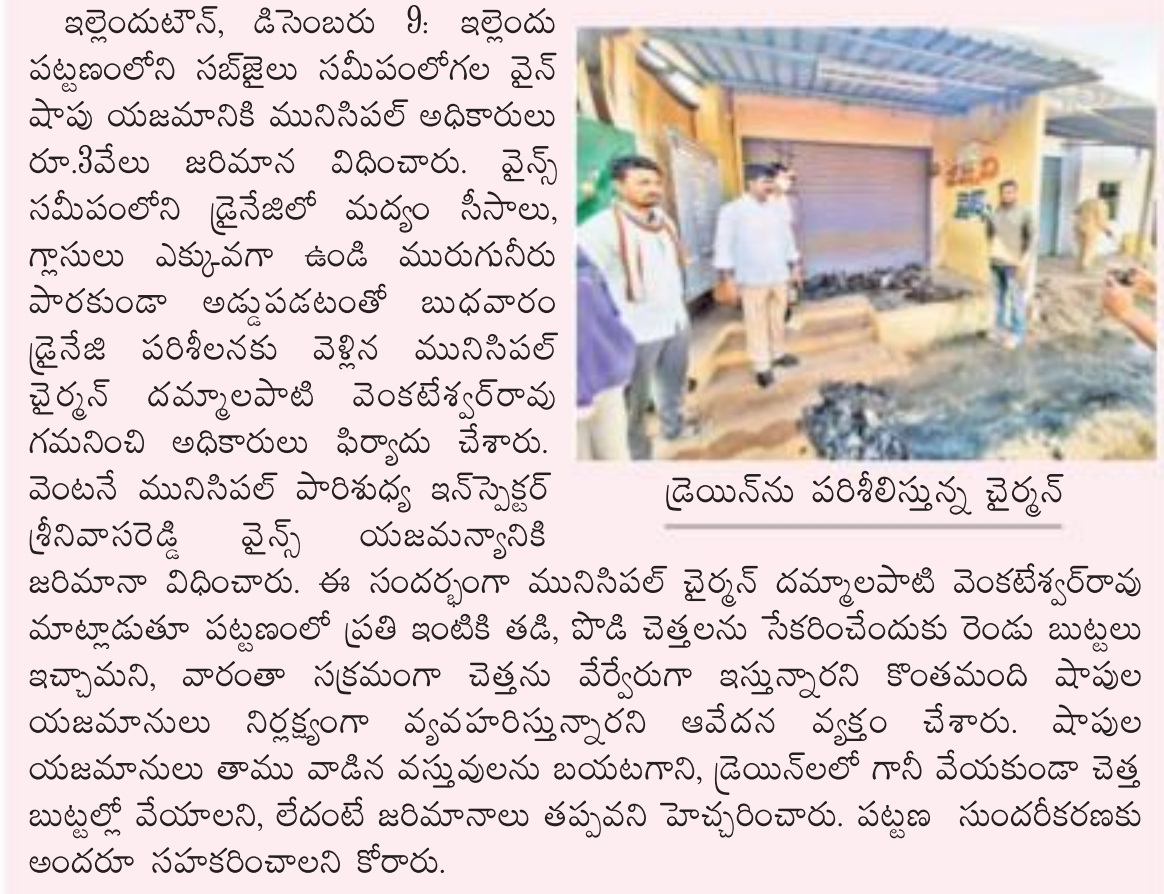 ఇల్లెందుటౌన్, డిసెంబరు 9: ఇల్లెందు
పట్టణంలోని సబ్‌జైలు సమీపంలోగల వైన్
షాపు యజమానికి మునిసిపల్ అధికారులు
రూ.3వేలు జరిమాన విధించారు. వైన్స్
సమీపంలోని డ్రైనేజిలో మద్యం సీసాలు,
గ్లాసులు ఎక్కువగా ఉండి మురుగునీరు
పారకుండా అడ్డుపడటంతో బుధవారం
డ్రైనేజి పరిశీలనకు వెళ్లిన మునిసిపల్
చైర్మన్ దమ్మాలపాటి వెంకటేశ్వర్‌రావు
గమనించి అధికారులు ఫిర్యాదు చేశారు.
వెంటనే మునిసిపల్ పారిశుధ్య ఇన్‌స్పెక్టర్
శ్రీనివాసరెడ్డి వైన్స్ యజమన్యానికి
జరిమానా విధించారు. ఈ సందర్భంగా మునిసిపల్ చైర్మన్ దమ్మాలపాటి వెంకటేశ్వర్‌రావు
మాట్లాడుతూ పట్టణంలో ప్రతి ఇంటికి తడి, పొడి చెత్తలను సేకరించేందుకు రెండు బుట్టలు
ఇచ్చామని, వారంతా సక్రమంగా చెత్తను వేర్వేరుగా ఇస్తున్నారని కొంతమంది షాపుల
యజమానులు నిర్లక్ష్యంగా వ్యవహరిస్తున్నారని ఆవేదన వ్యక్తం చేశారు. షాపుల
యజమానులు తాము వాడిన వస్తువులను బయటగాని, డ్రెయిన్‌లలో గానీ వేయకుండా చెత్త
బుట్టల్లో వేయాలని, లేదంటే జరిమానాలు తప్పవని హెచ్చరించారు. పట్టణ సుందరీకరణకు
అందరూ సహకరించాలని కోరారు.
డ్రెయిన్‌ను పరిశీలిస్తున్న చైర్మన్